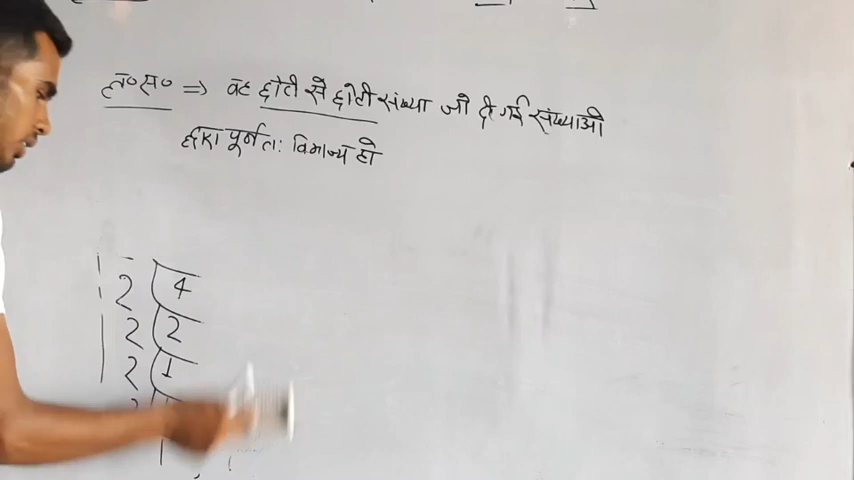 ल०स० => वह छोटी से छोटी संख्या जो दी गई संख्याओ
द्वारा पूर्णतः विभाज्य हो
2 4
2 2
2 1